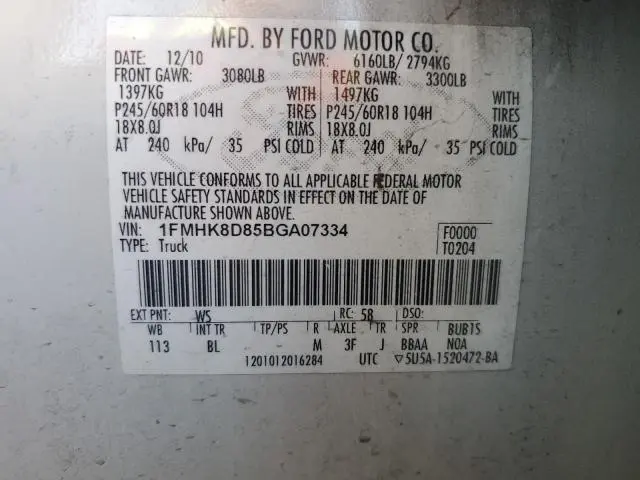 MFD. BY FORD MOTOR CO.
DATE: 12/10 GVWR: 6160LB/ 2794KG
FRONT GAWR: 3080LB REAR GAWR: 3300LB
1397KG WITH 1497KG WITH
P245/60R18 104H TIRES P245/60R18 104H TIRES
18X8.0J RIMS 18X8.0J RIMS
AT 240 kPa/ 35 PSI COLD AT 240 kPa/ 35 PSI COLD
THIS VEHICLE CONFORMS TO ALL APPLICABLE FEDERAL MOTOR
VEHICLE SAFETY STANDARDS IN EFFECT ON THE DATE OF
MANUFACTURE SHOWN ABOVE.
VIN: 1FMHK8D85BGA07334 F0000
TYPE: Truck T0204
EXT PNT: WS RC: 58 DSO:
WB INT TR TP/PS R AXLE TR SPR BUB1S
113 BL - M 3F J BBAA NOA
1201012016284 UTC ▽5U5A-1520472-BA